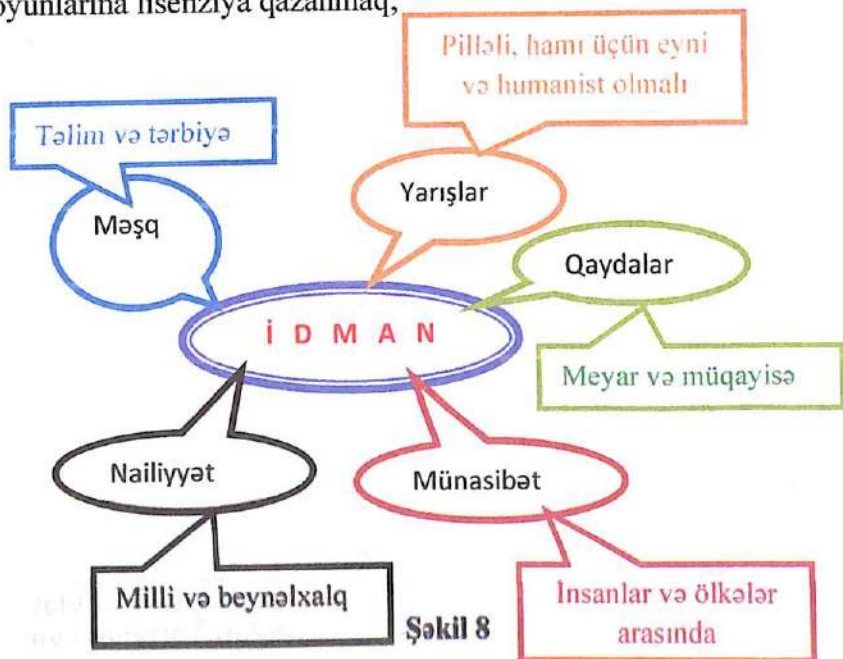 oyunlarına lisenziya qazanmaq,
Pilləli, hamı üçün eyni
və humanist olmalı
Təlim və tərbiyə
Yarışlar
Məşq
Qaydalar
İ D M A N
Meyar və müqayisə
Nailiyyət
Münasibət
Milli və beynəlxalq
İnsanlar və ölkələr
arasında
Şəkil 8